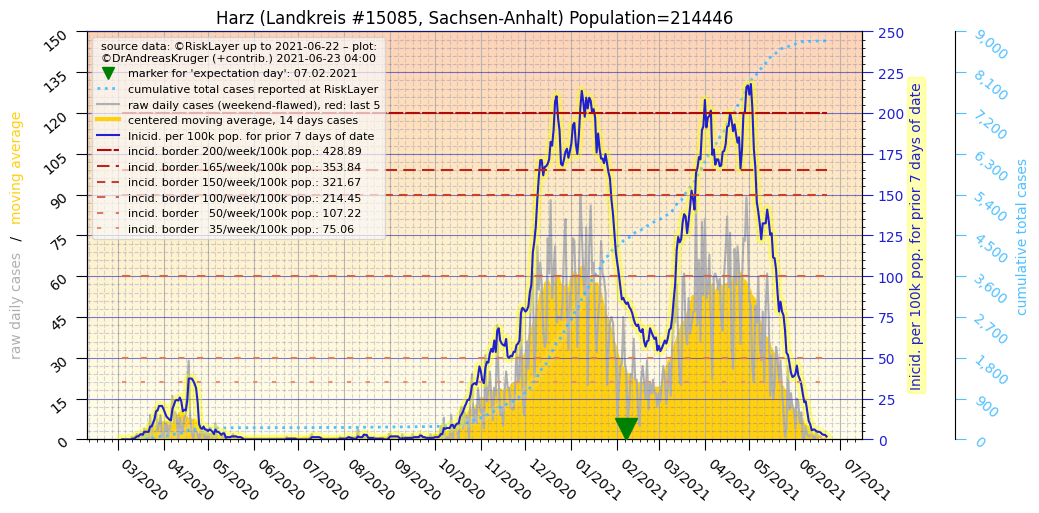 Harz (Landkreis #15085, Sachsen-Anhalt) Population=214446
source data: ©RiskLayer up to 2021-06-22 – plot:
©DrAndreasKruger (+contrib.) 2021-06-23 04:00
marker for 'expectation day': 07.02.2021
cumulative total cases reported at RiskLayer
raw daily cases (weekend-flawed), red: last 5
centered moving average, 14 days cases
Inicid. per 100k pop. for prior 7 days of date
incid. border 200/week/100k pop.: 428.89
incid. border 165/week/100k pop.: 353.84
incid. border 150/week/100k pop.: 321.67
incid. border 100/week/100k pop.: 214.45
incid. border   50/week/100k pop.: 107.22
incid. border   35/week/100k pop.: 75.06
raw daily cases / moving average
150
135
120
105
90
75
60
45
30
15
0
03/2020
04/2020
05/2020
06/2020
07/2020
08/2020
09/2020
10/2020
11/2020
12/2020
01/2021
02/2021
03/2021
04/2021
05/2021
06/2021
07/2021
250
225
200
175
150
125
100
75
50
25
0
Inicid. per 100k pop. for prior 7 days of date
9,000
8,100
7,200
6,300
5,400
4,500
3,600
2,700
1,800
900
0
cumulative total cases